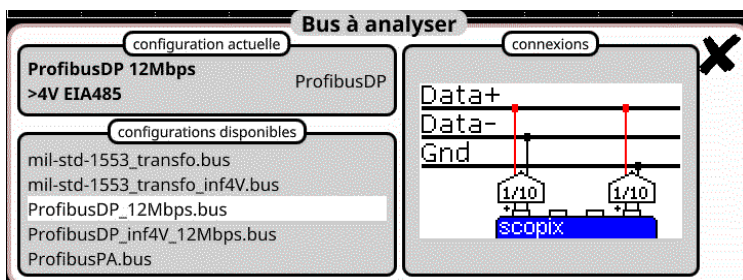 Bus à analyser
configuration actuelle
ProfibusDP 12Mbps
>4V EIA485
ProfibusDP
configurations disponibles
mil-std-1553_transfo.bus
mil-std-1553_transfo_inf4V.bus
ProfibusDP_12Mbps.bus
ProfibusDP_inf4V_12Mbps.bus
ProfibusPA.bus
connexions
Data+
Data-
Gnd
1/10 1/10
+ - + -
scopix